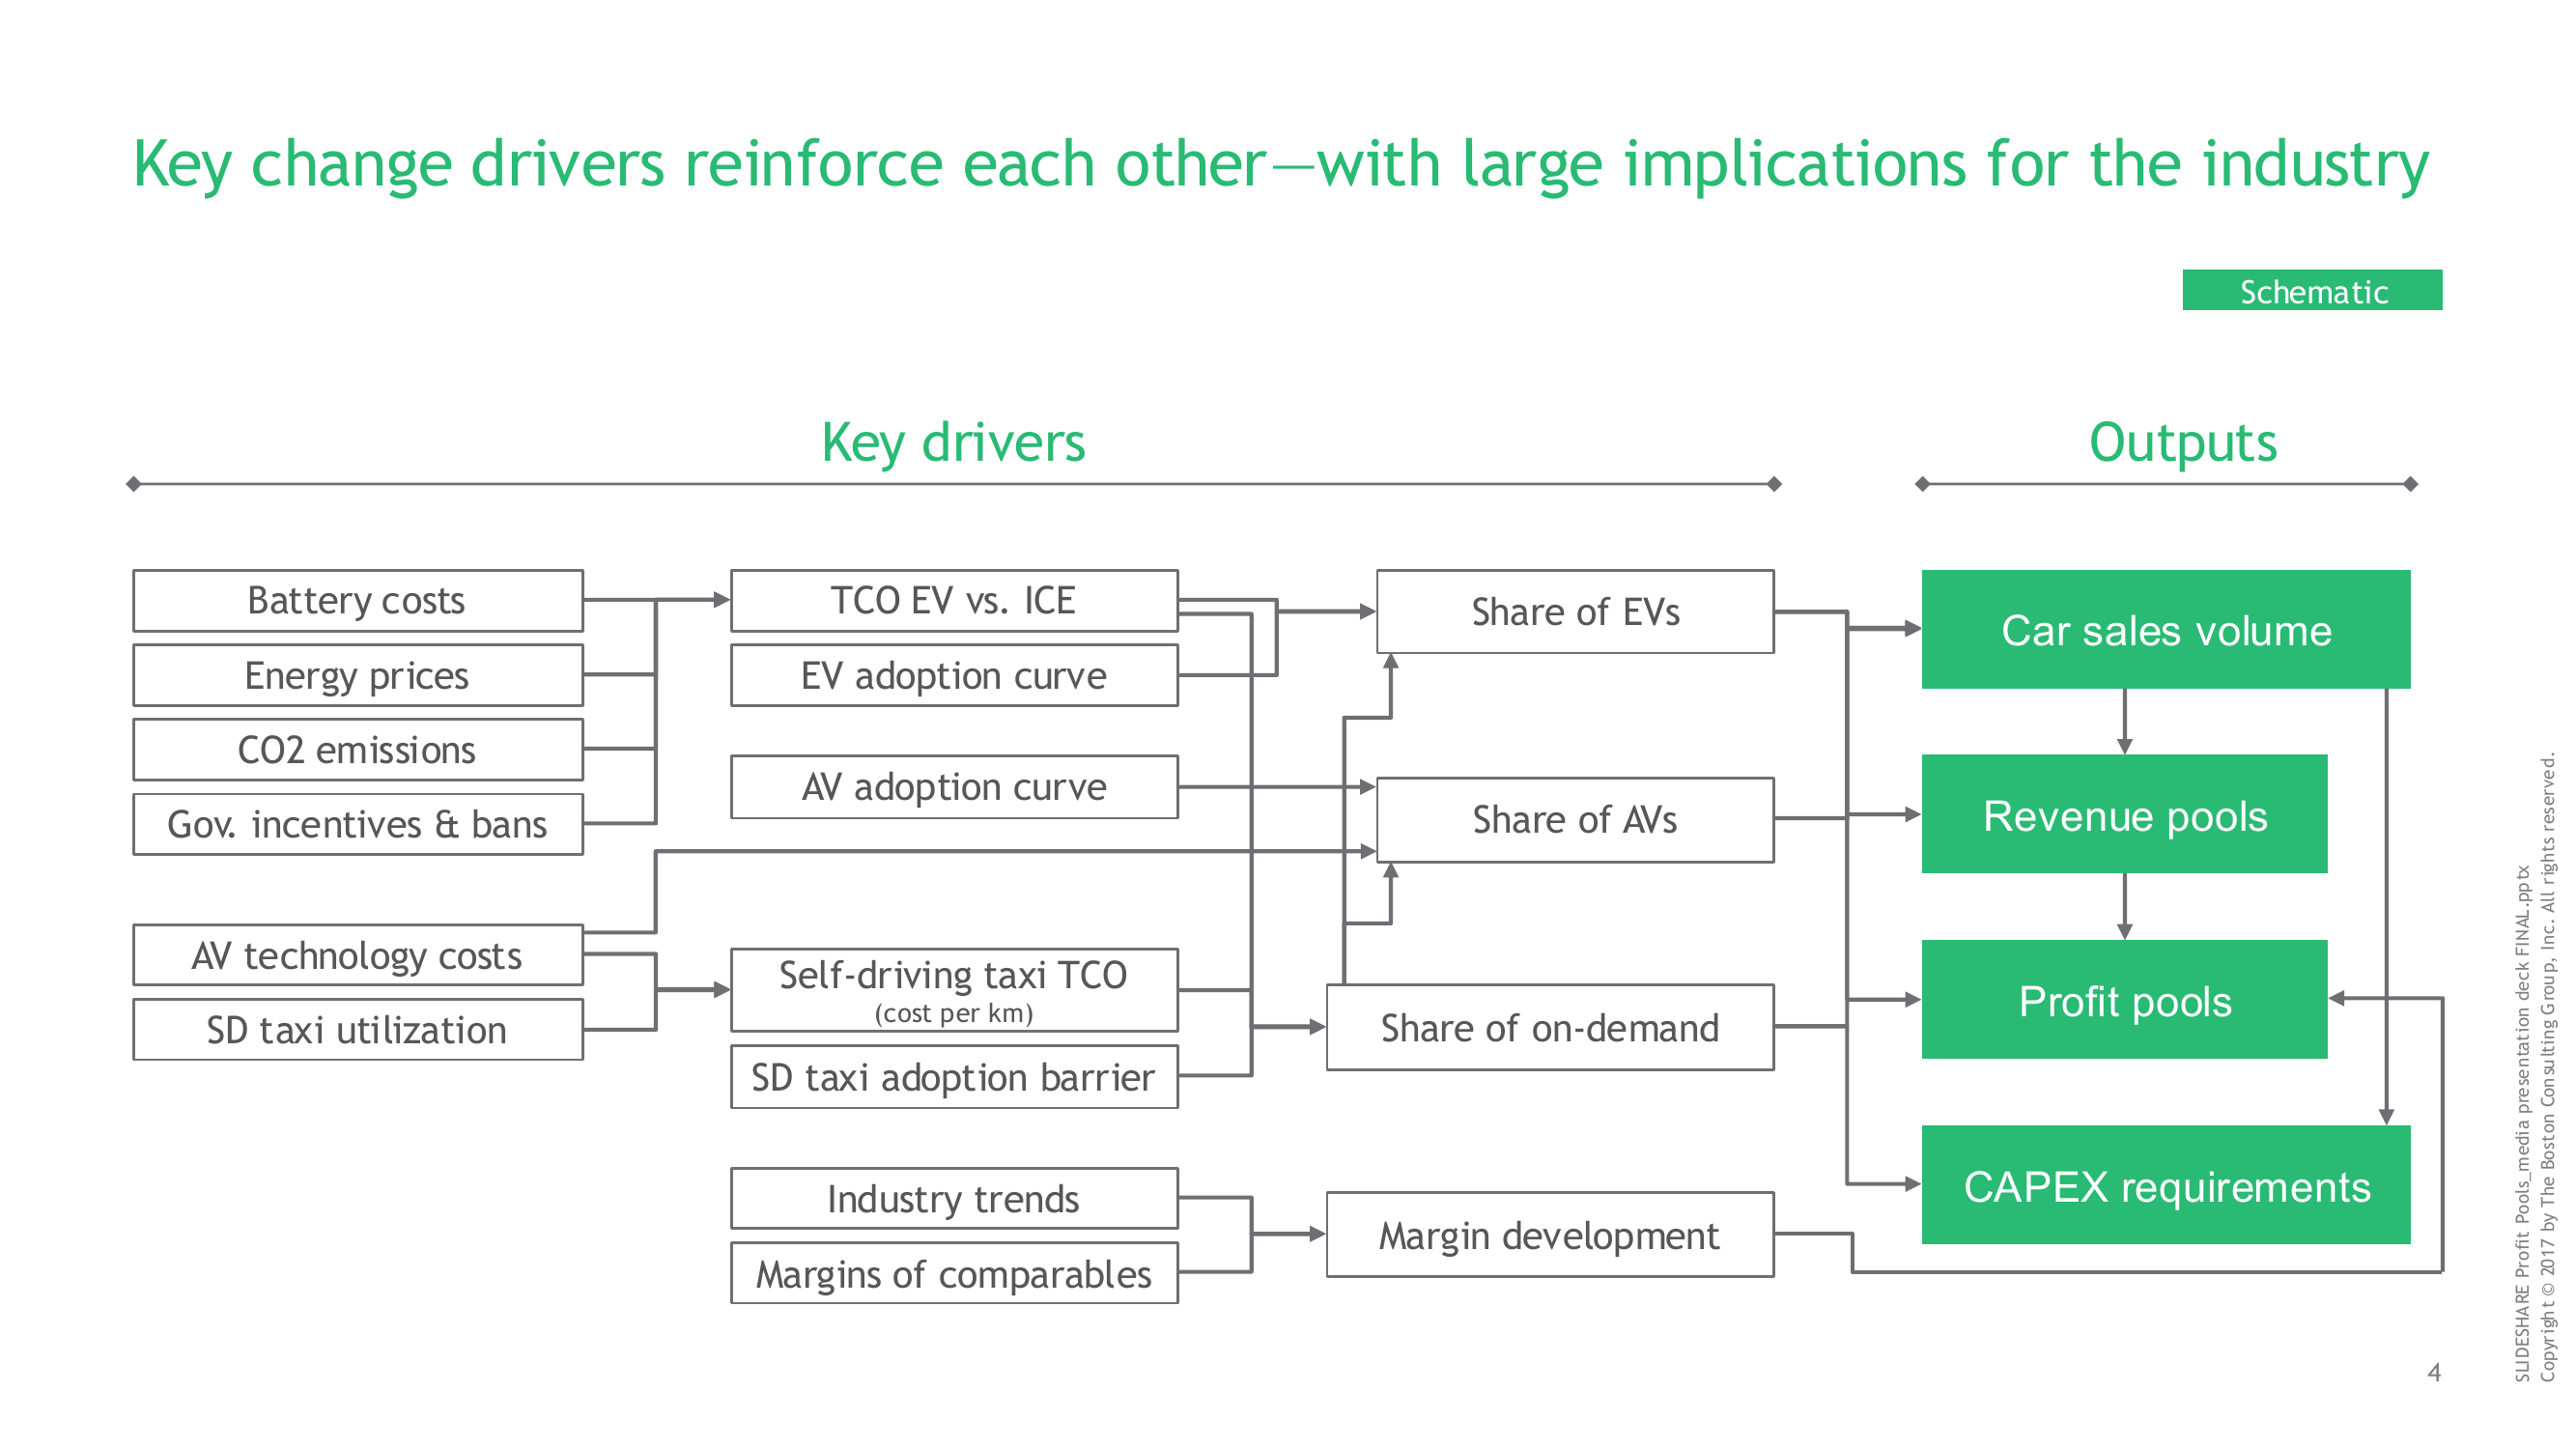 Key change drivers reinforce each other—with large implications for the industry
Schematic
Key drivers
Outputs
Battery costs
Energy prices
CO2 emissions
Gov. incentives & bans
AV technology costs
SD taxi utilization
TCO EV vs. ICE
EV adoption curve
AV adoption curve
Self-driving taxi TCO
(cost per km)
SD taxi adoption barrier
Industry trends
Margins of comparables
Share of EVs
Share of AVs
Share of on-demand
Margin development
Car sales volume
Revenue pools
Profit pools
CAPEX requirements
SLIDESHARE Profit Pools_media presentation deck FINAL.pptx
Copyright © 2017 by The Boston Consulting Group, Inc. All rights reserved.
4